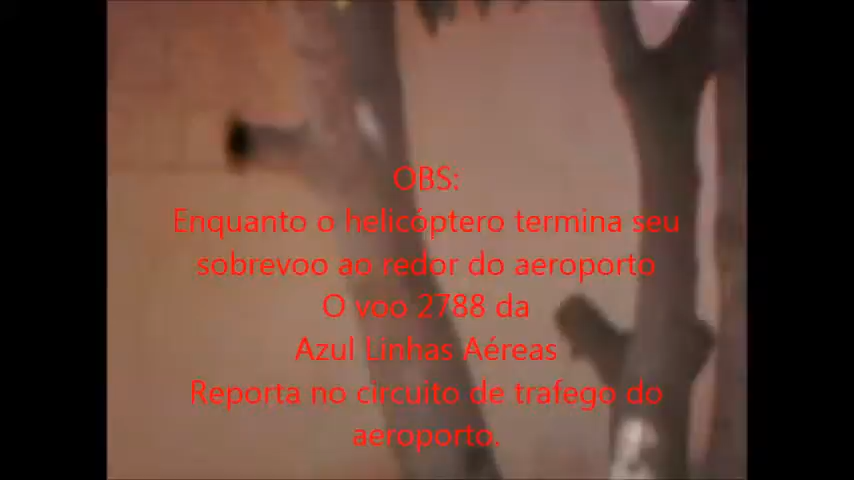 OBS:
Enquanto o helicóptero termina seu
sobrevoo ao redor do aeroporto
O voo 2788 da
Azul Linhas Aéreas
Reporta no circuito de trafego do
aeroporto.